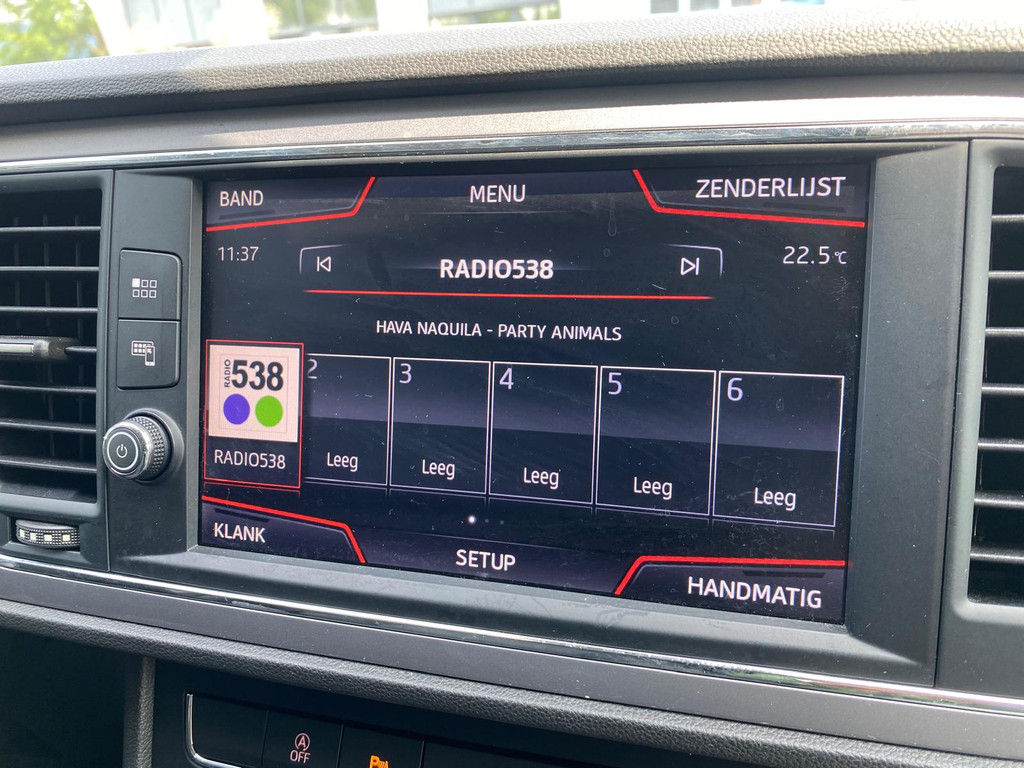 BAND
MENU
ZENDERLIJST
11:37
RADIO538
22.5°C
HAVA NAQUILA - PARTY ANIMALS
RADIO 538
RADIO538
2
Leeg
3
Leeg
4
Leeg
5
Leeg
6
Leeg
KLANK
SETUP
HANDMATIG
A
OFF